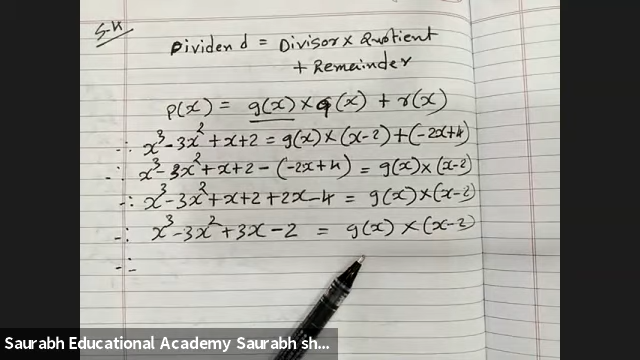 Dividend = Divisor x Quotient
+ Remainder
p(x) = g(x) × q(x) + r(x)
∴ x³ - 3x² + x + 2 = g(x) × (x-2) + (-2x+4)
∴ x³ - 3x² + x + 2 - (-2x+4) = g(x) × (x-2)
∴ x³ - 3x² + x + 2 + 2x - 4 = g(x) × (x-2)
∴ x³ - 3x² + 3x - 2 = g(x) × (x-2)
∴
Saurabh Educational Academy Saurabh sh...